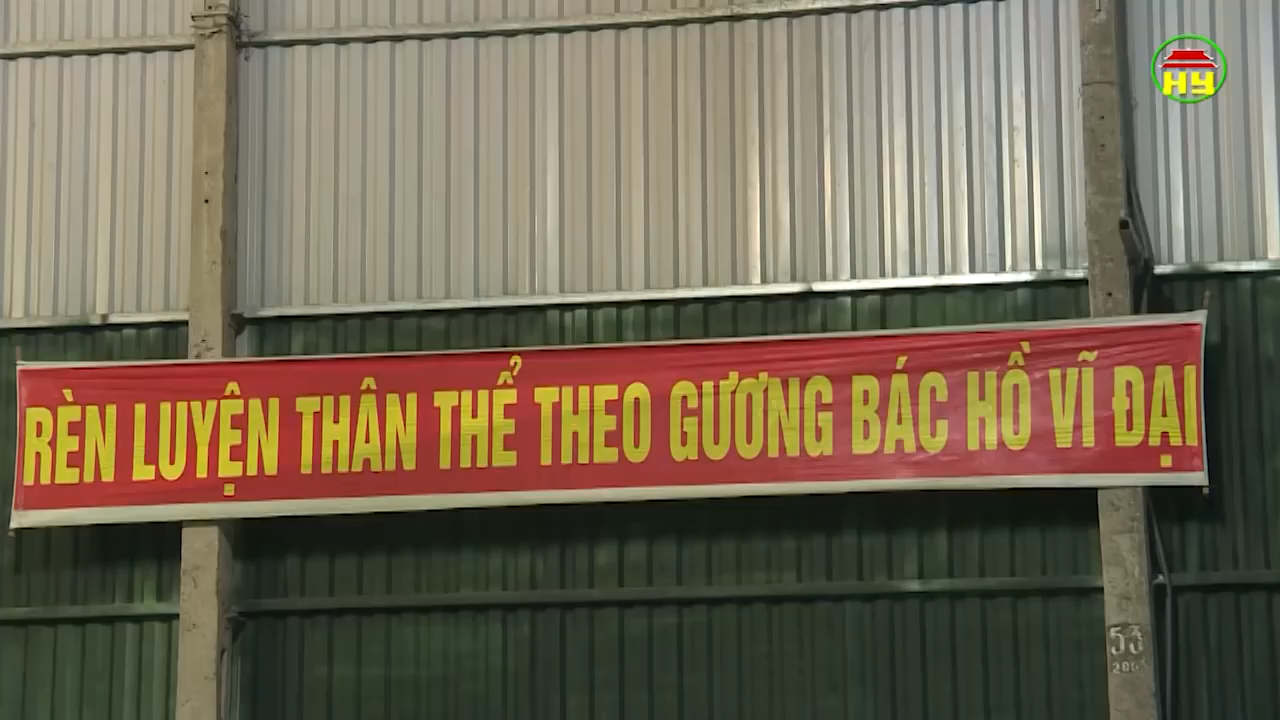 HY
RÈN LUYỆN THÂN THỂ THEO GƯƠNG BÁC HỒ VĨ ĐẠI
53